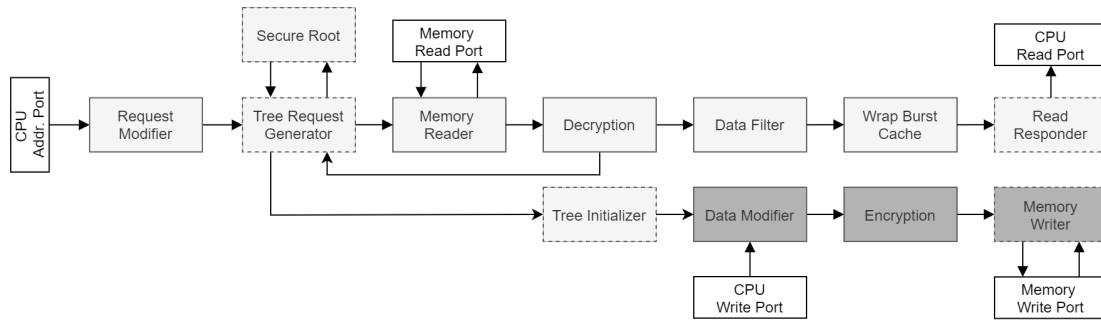 Secure Root
Memory
Read Port
CPU
Read Port
CPU
Addr. Port
Request
Modifier
Tree Request
Generator
Memory
Reader
Decryption
Data Filter
Wrap Burst
Cache
Read
Responder
Tree Initializer
Data Modifier
Encryption
Memory
Writer
CPU
Write Port
Memory
Write Port